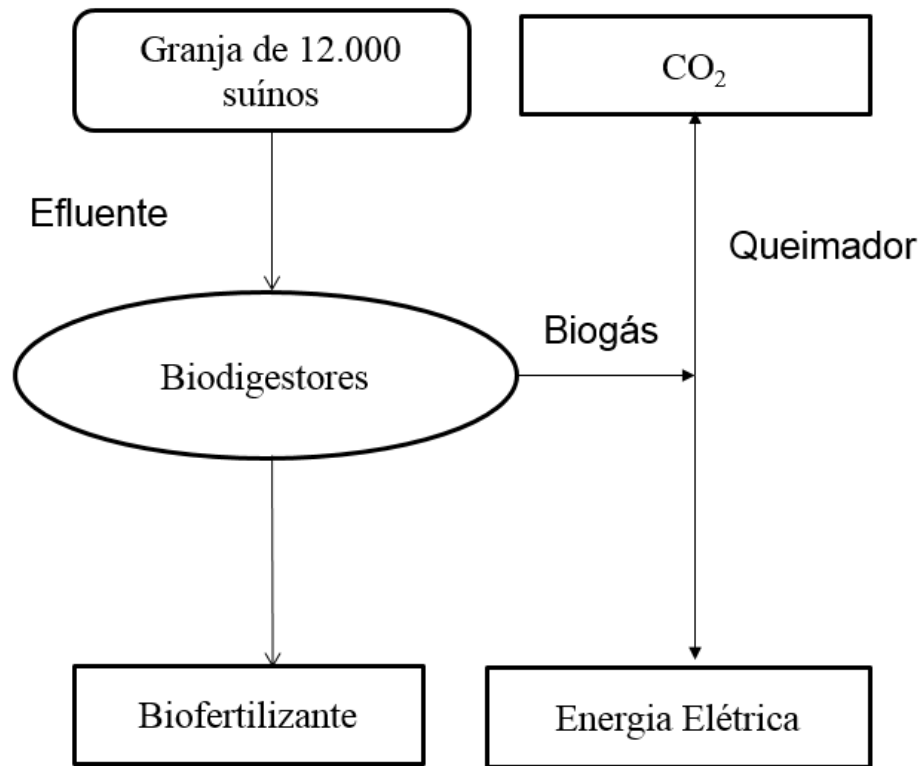 Granja de 12.000
suínos
CO₂
Efluente
Queimador
Biogás
Biodigestores
Biofertilizante
Energia Elétrica